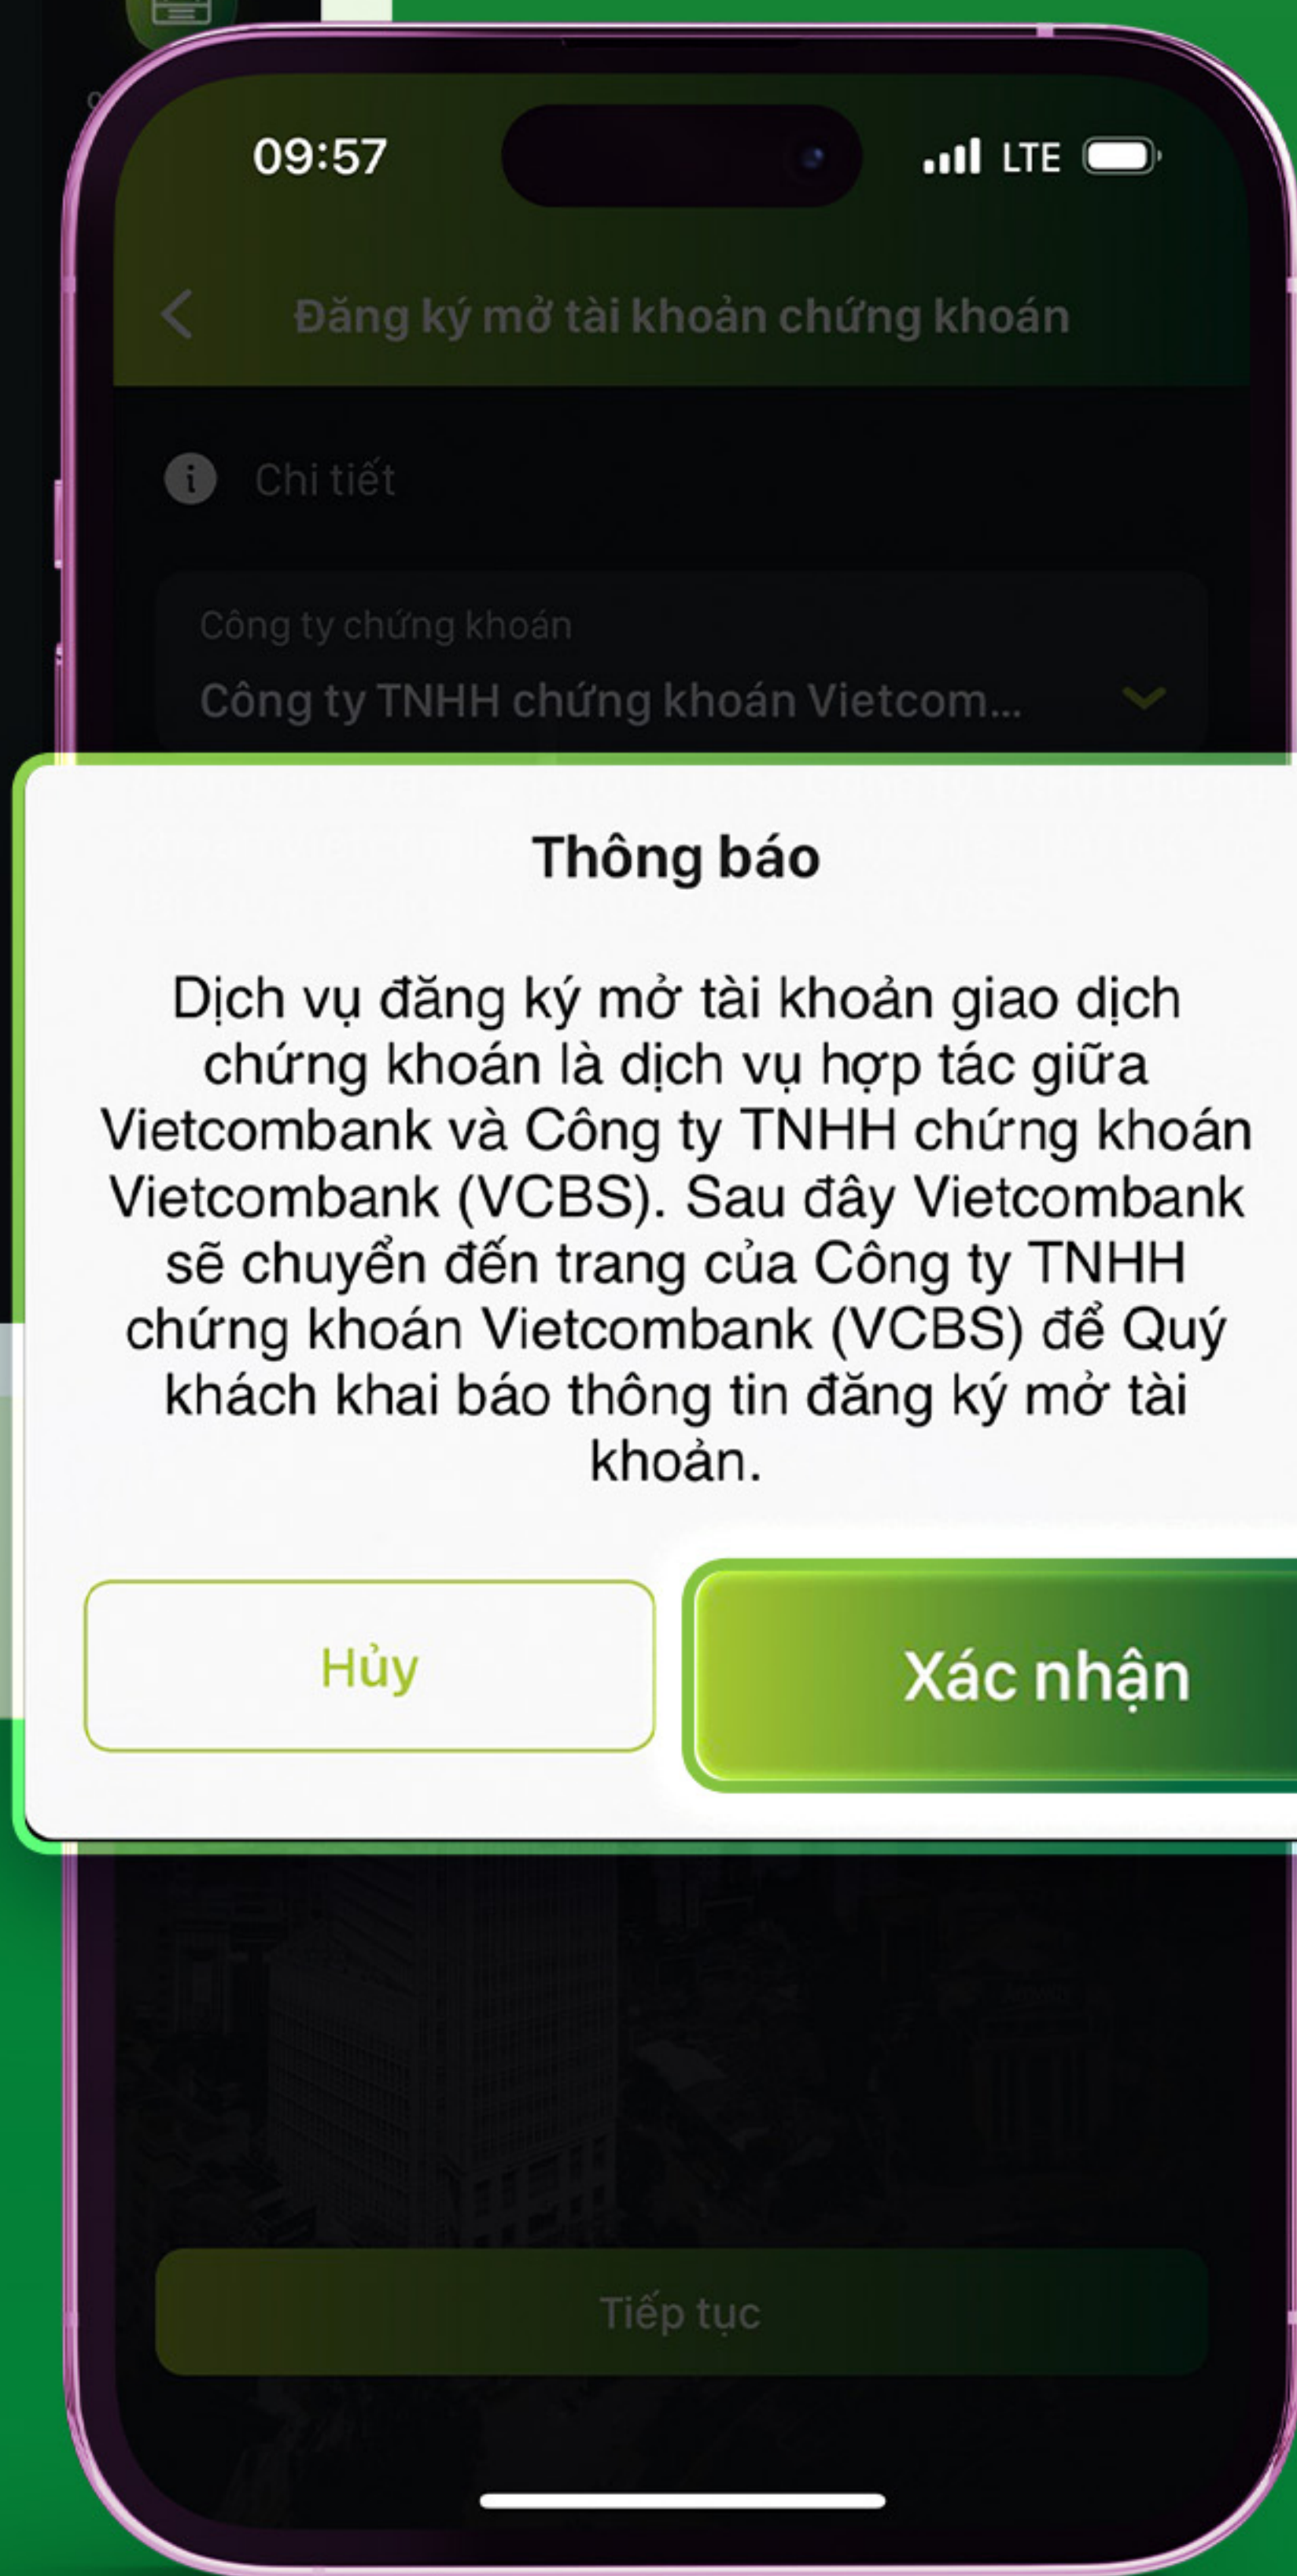 09:57
LTE
Đăng ký mở tài khoản chứng khoán
Chi tiết
Công ty chứng khoán
Công ty TNHH chứng khoán Vietcom...
Thông báo
Dịch vụ đăng ký mở tài khoản giao dịch
chứng khoán là dịch vụ hợp tác giữa
Vietcombank và Công ty TNHH chứng khoán
Vietcombank (VCBS). Sau đây Vietcombank
sẽ chuyển đến trang của Công ty TNHH
chứng khoán Vietcombank (VCBS) để Quý
khách khai báo thông tin đăng ký mở tài
khoản.
Hủy
Xác nhận
Tiếp tục